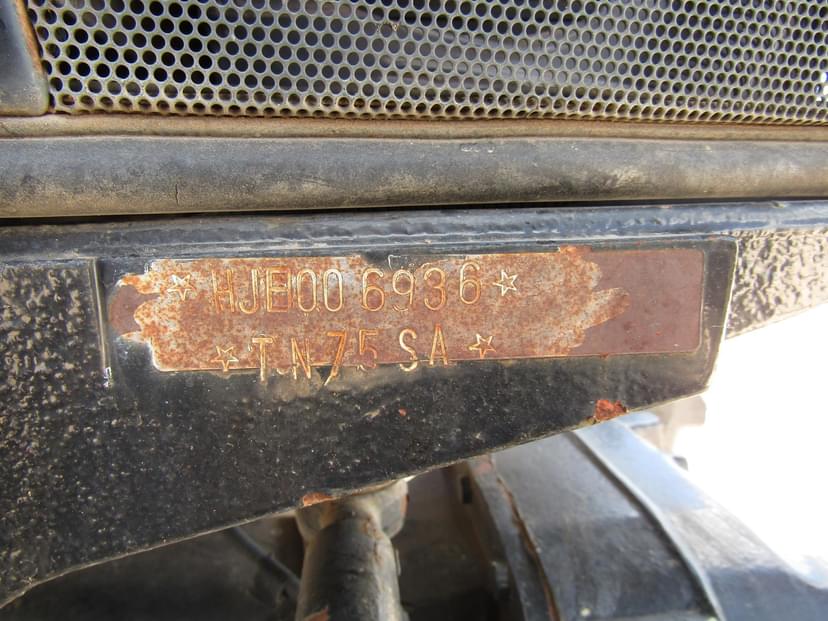 ☆ HJE006936 ☆
☆ TN75SA ☆